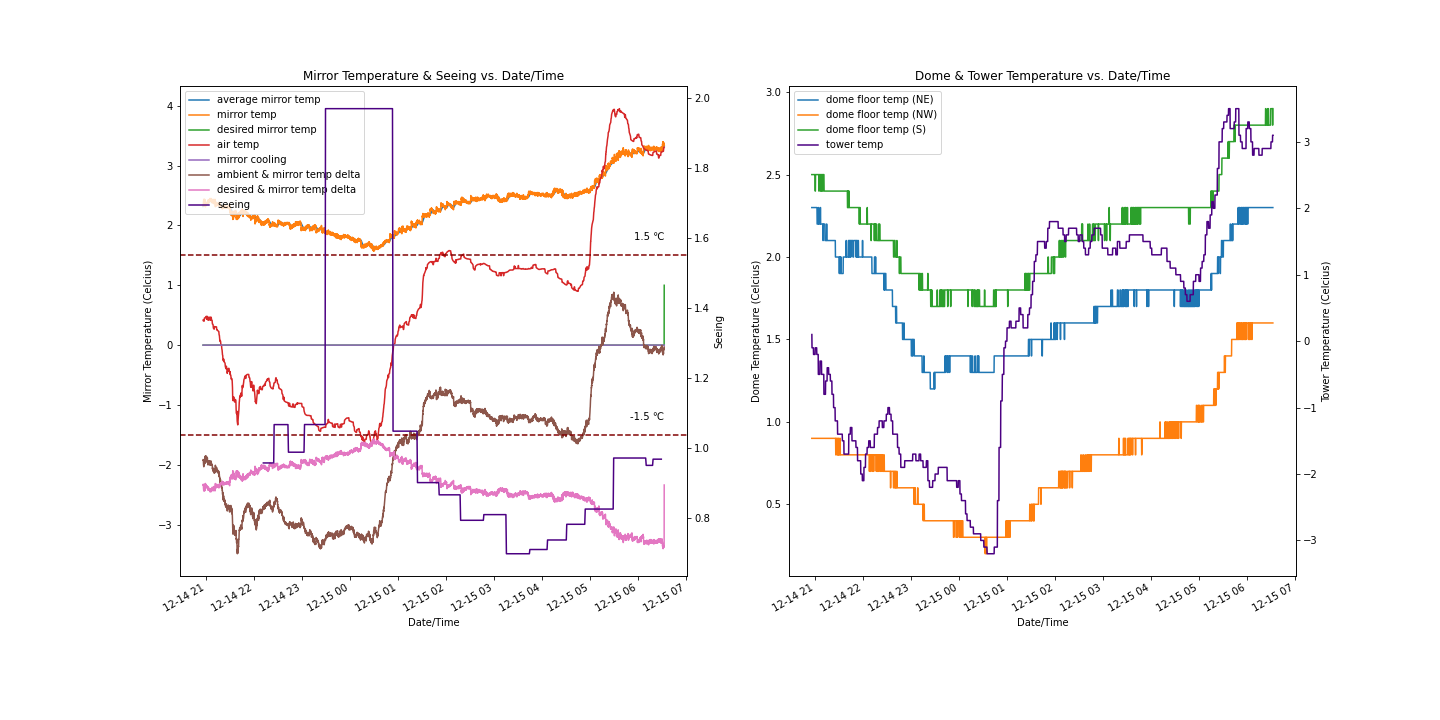 Mirror Temperature & Seeing vs. Date/Time
average mirror temp
mirror temp
desired mirror temp
air temp
mirror cooling
ambient & mirror temp delta
desired & mirror temp delta
seeing
4
3
2
1
0
−1
−2
−3
Mirror Temperature (Celcius)
1.5 °C
-1.5 °C
2.0
1.8
1.6
1.4
1.2
1.0
0.8
Seeing
12-14 21
12-14 22
12-14 23
12-15 00
12-15 01
12-15 02
12-15 03
12-15 04
12-15 05
12-15 06
12-15 07
Date/Time
Dome & Tower Temperature vs. Date/Time
dome floor temp (NE)
dome floor temp (NW)
dome floor temp (S)
tower temp
3.0
2.5
2.0
1.5
1.0
0.5
Dome Temperature (Celcius)
3
2
1
0
−1
−2
−3
Tower Temperature (Celcius)
12-14 21
12-14 22
12-14 23
12-15 00
12-15 01
12-15 02
12-15 03
12-15 04
12-15 05
12-15 06
12-15 07
Date/Time